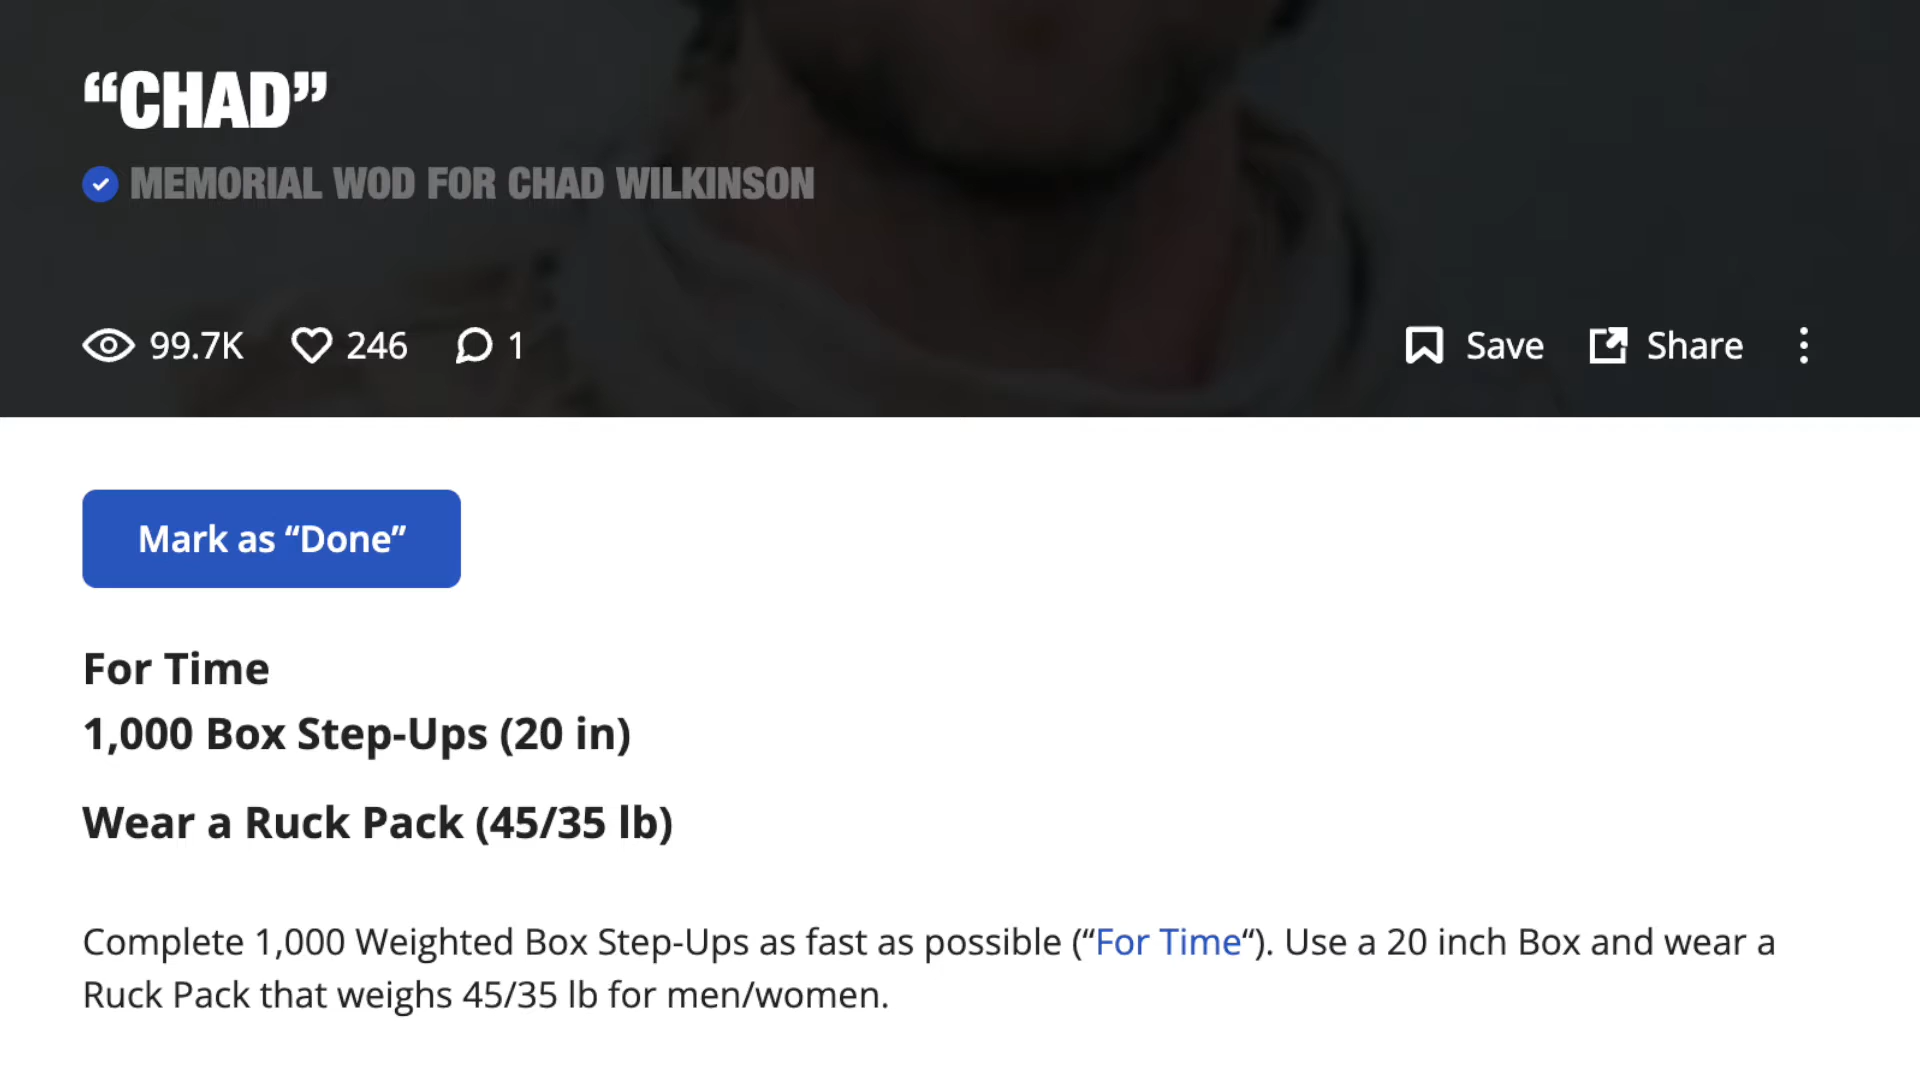 “CHAD”
MEMORIAL WOD FOR CHAD WILKINSON
99.7K 246 1 Save Share
Mark as “Done”
For Time
1,000 Box Step-Ups (20 in)
Wear a Ruck Pack (45/35 lb)
Complete 1,000 Weighted Box Step-Ups as fast as possible (“For Time“). Use a 20 inch Box and wear a
Ruck Pack that weighs 45/35 lb for men/women.